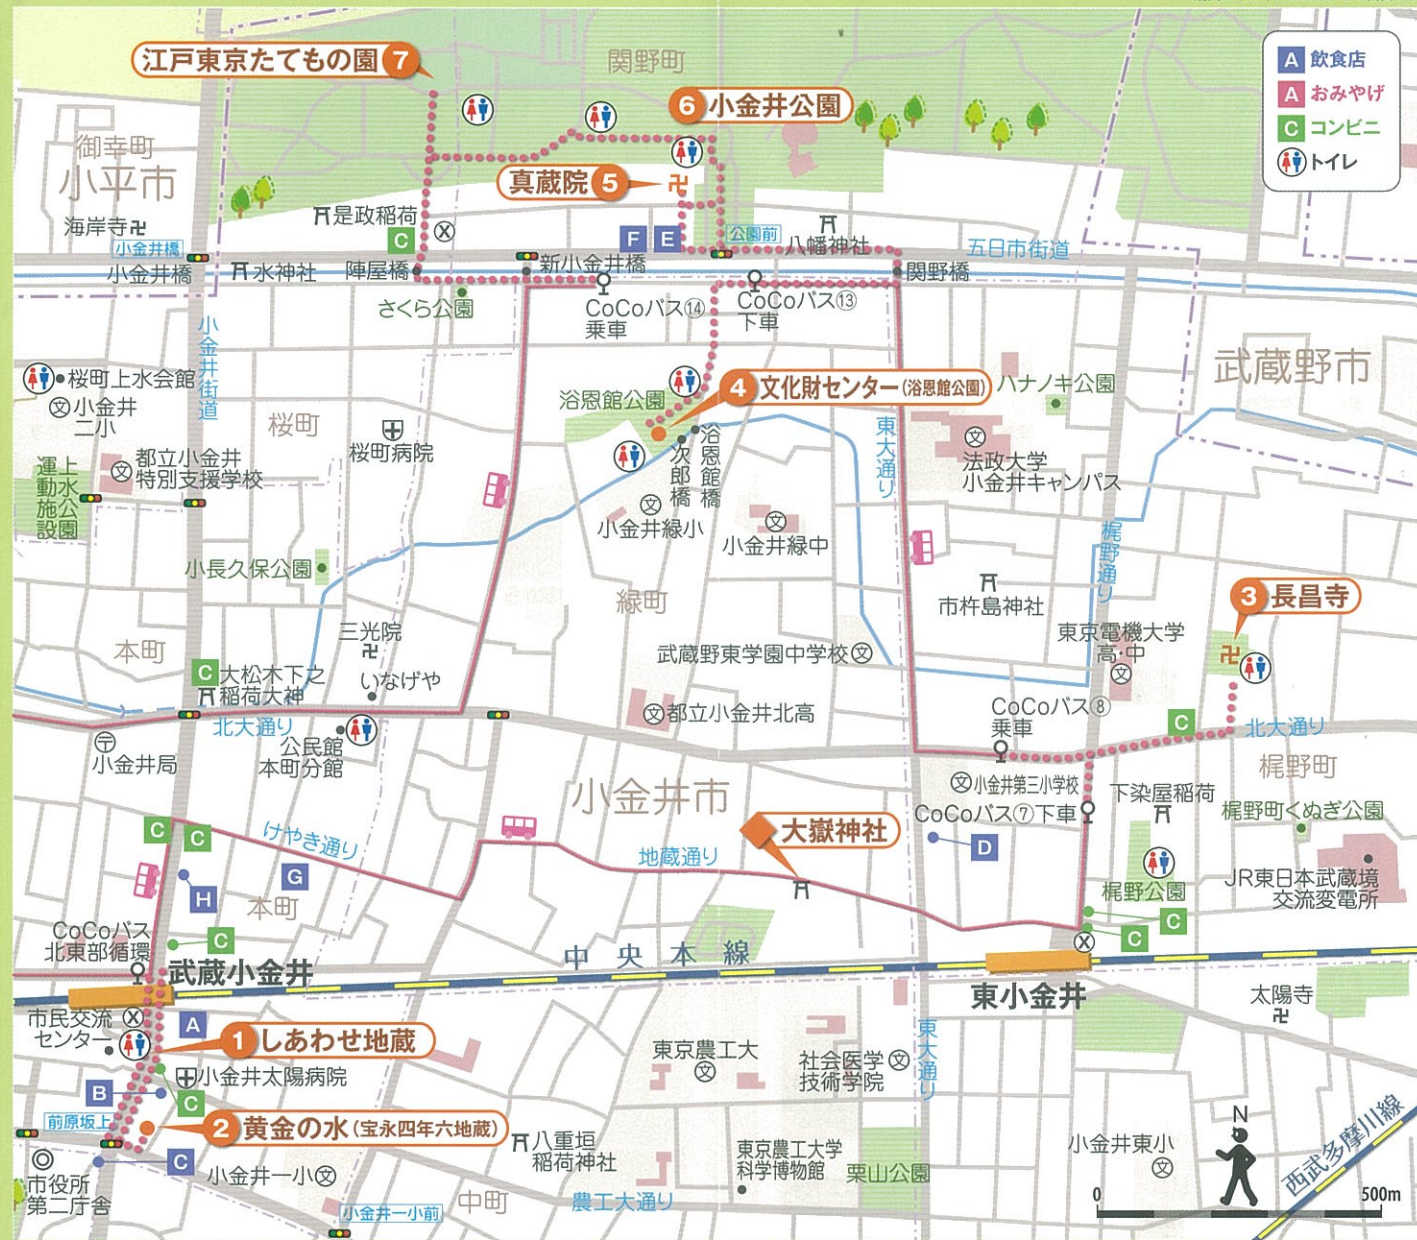 江戸東京たてもの園 7
関野町
6 小金井公園
A 飲食店
A おみやげ
C コンビニ
トイレ
御幸町
小平市
海岸寺
小金井橋
小金井橋
水神社
是政稲荷
C
陣屋橋
真蔵院 5
F E
公園前
八幡神社
五日市街道
新小金井橋
関野橋
さくら公園
CoCoバス⑭
乗車
CoCoバス⑬
下車
小金井街道
桜町上水会館
文 小金井
二小
文 都立小金井
特別支援学校
上水公園
運動施設
桜町
桜町病院
浴恩館公園
4 文化財センター(浴恩館公園)
次郎橋
浴恩館橋
東大通り
ハナノキ公園
武蔵野市
文
法政大学
小金井キャンパス
文
小金井緑小
文
小金井緑中
小長久保公園
緑町
梶野通り
市杵島神社
3 長昌寺
東京電機大学
高・中
文
本町
三光院
いなげや
C 大松木下之
稲荷大神
武蔵野東学園中学校 文
文 都立小金井北高
CoCoバス⑧
乗車
C
北大通り
北大通り
小金井局
公民館
本町分館
小金井市
文 小金井第三小学校
CoCoバス⑦下車
下染屋稲荷
梶野町
梶野町くぬぎ公園
C C
けやき通り
地蔵通り
大嶽神社
D
G
H
本町
梶野公園
JR東日本武蔵境
交流変電所
C
C
CoCoバス
北東部循環
C
武蔵小金井
中央本線
東小金井
太陽寺
市民交流
センター
A
1 しあわせ地蔵
小金井太陽病院
B
C
前原坂上
2 黄金の水(宝永四年六地蔵)
C
市役所
第二庁舎
小金井一小 文
小金井一小前
中町
八重垣
稲荷神社
農工大通り
東京農工大
文
社会医学 文
技術学院
東大通り
東京農工大学
科学博物館
栗山公園
小金井東小
文
N
西武多摩川線
0 500m